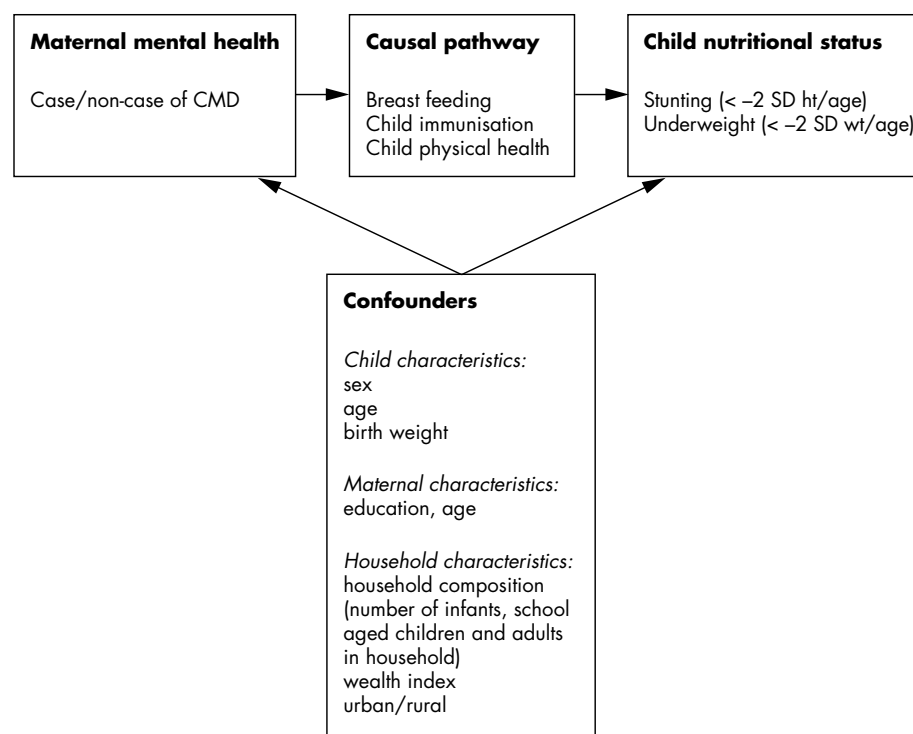 Maternal mental health
Case/non-case of CMD
Causal pathway
Breast feeding
Child immunisation
Child physical health
Child nutritional status
Stunting (< –2 SD ht/age)
Underweight (< –2 SD wt/age)
Confounders
Child characteristics:
sex
age
birth weight
Maternal characteristics:
education, age
Household characteristics:
household composition
(number of infants, school
aged children and adults
in household)
wealth index
urban/rural